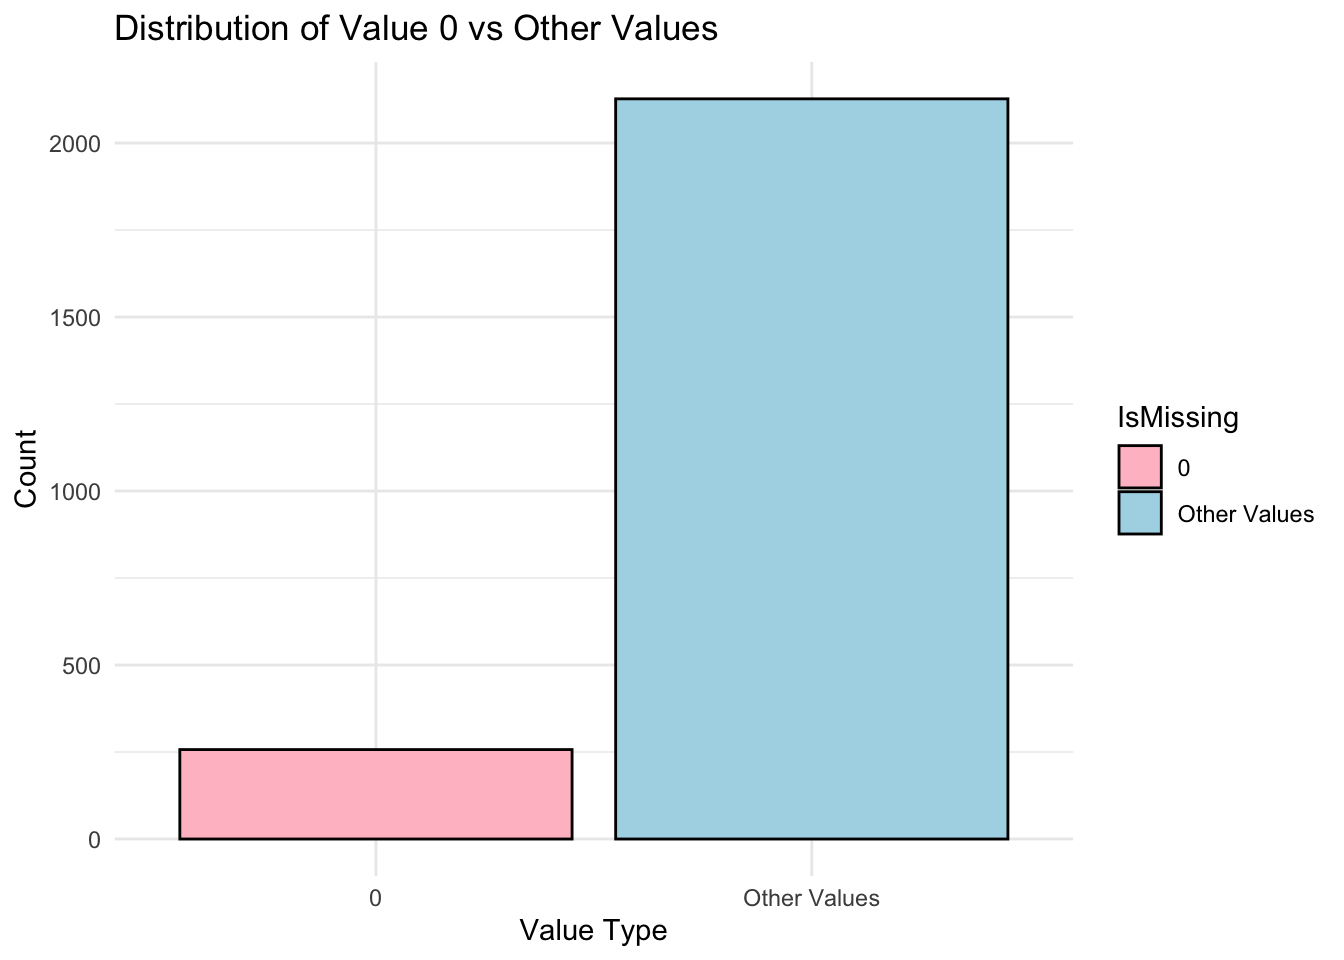 Distribution of Value 0 vs Other Values
Count
2000
1500
1000
500
0
0
Other Values
Value Type
IsMissing
0
Other Values